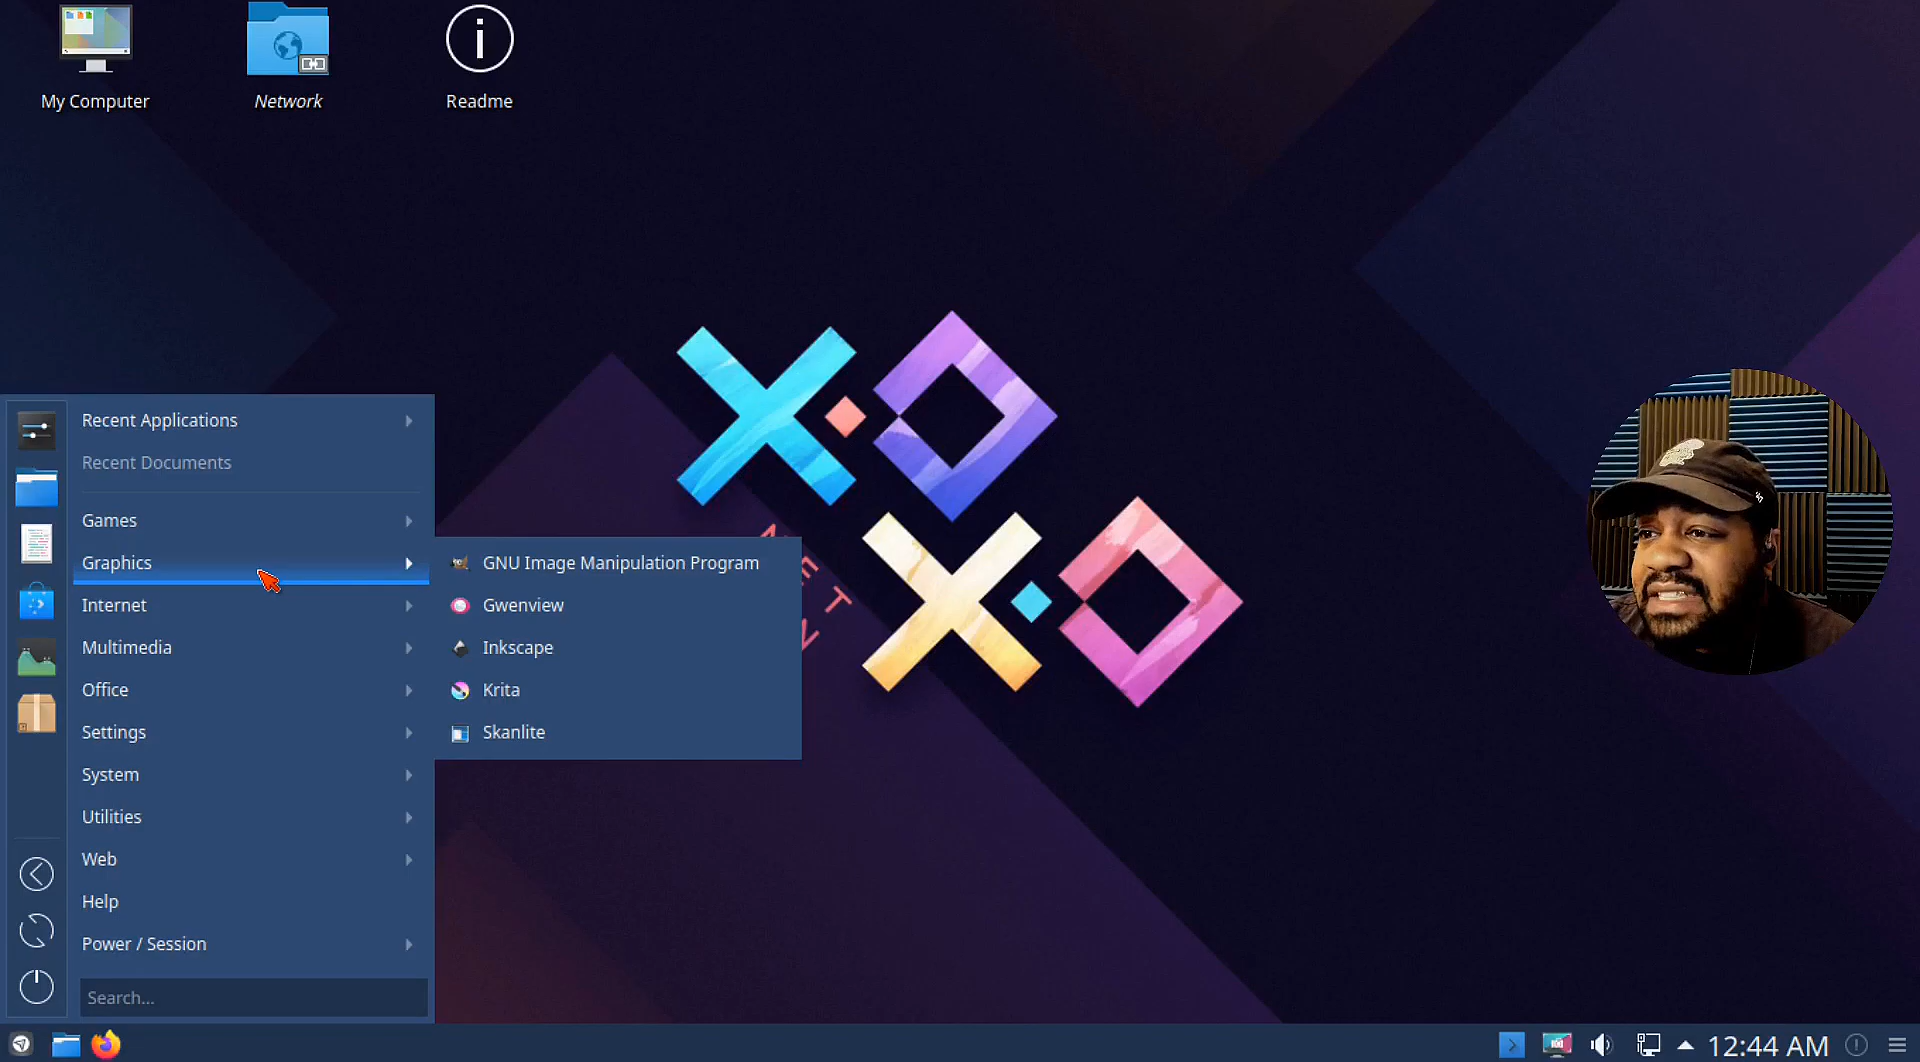 My Computer
Network
Readme
Recent Applications
Recent Documents
Games
Graphics
Internet
Multimedia
Office
Settings
System
Utilities
Web
Help
Power / Session
Search...
GNU Image Manipulation Program
Gwenview
Inkscape
Krita
Skanlite
12:44 AM